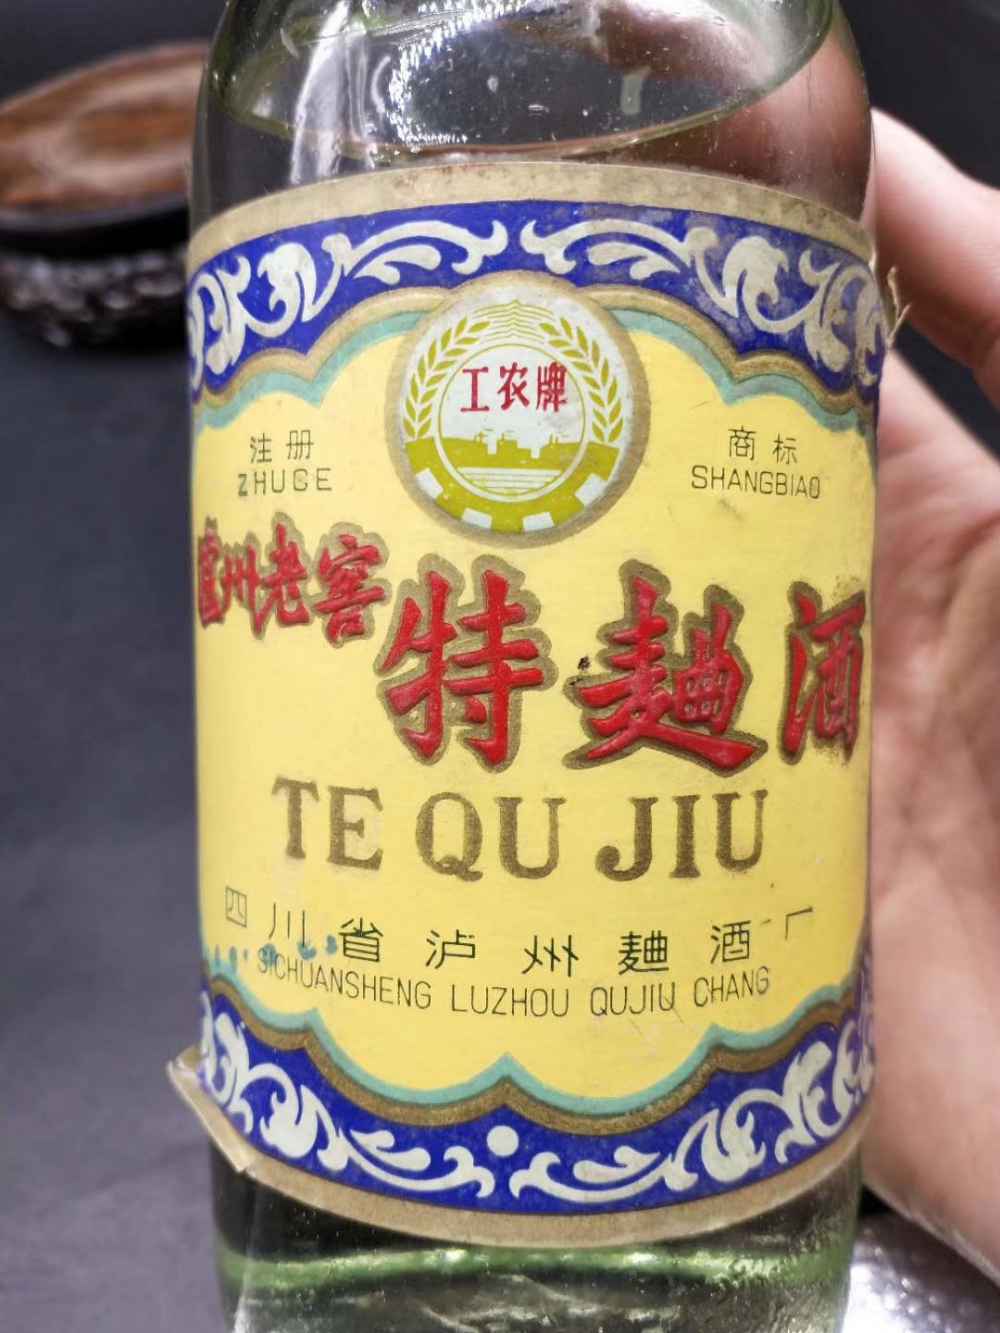 工农牌
注册
ZHUCE
商标
SHANGBIAO
泸州老窖
特麯酒
TE QU JIU
四川省泸州麯酒厂
SICHUANSHENG LUZHOU QUJIU CHANG